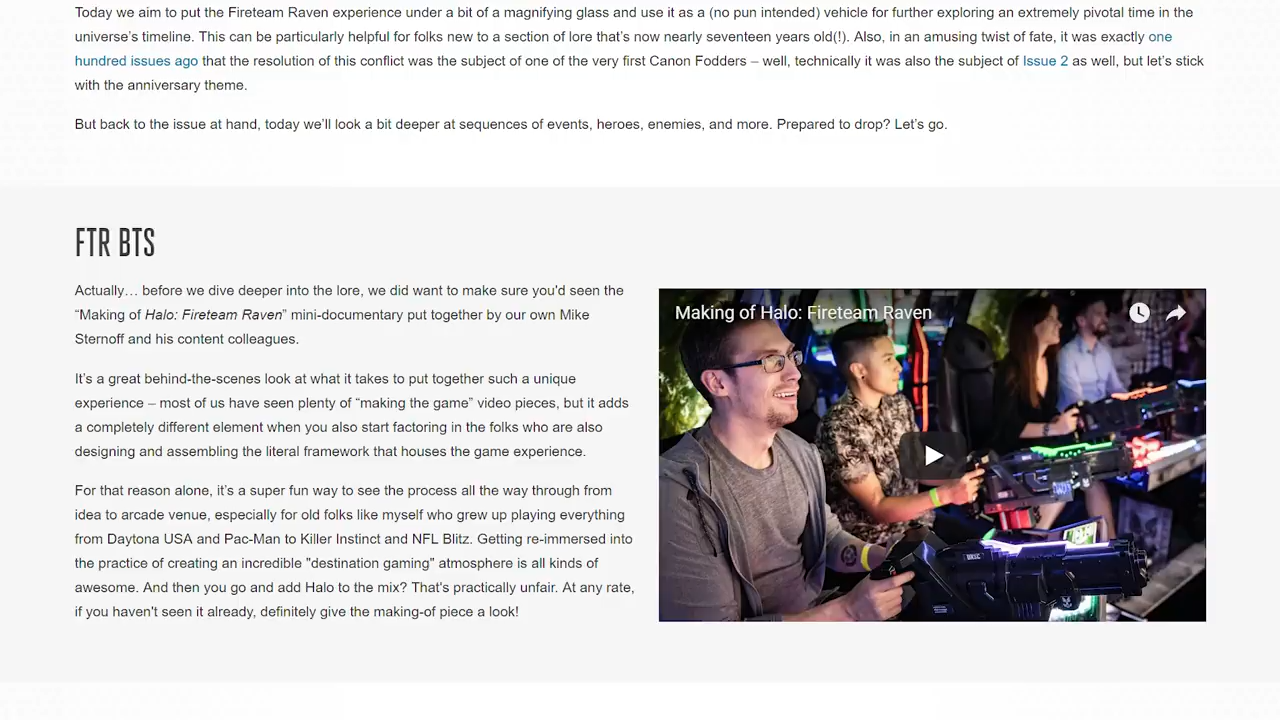 Today we aim to put the Fireteam Raven experience under a bit of a magnifying glass and use it as a (no pun intended) vehicle for further exploring an extremely pivotal time in the
universe’s timeline. This can be particularly helpful for folks new to a section of lore that’s now nearly seventeen years old(!). Also, in an amusing twist of fate, it was exactly one
hundred issues ago that the resolution of this conflict was the subject of one of the very first Canon Fodders – well, technically it was also the subject of Issue 2 as well, but let’s stick
with the anniversary theme.
But back to the issue at hand, today we’ll look a bit deeper at sequences of events, heroes, enemies, and more. Prepared to drop? Let’s go.
FTR BTS
Actually… before we dive deeper into the lore, we did want to make sure you'd seen the
“Making of Halo: Fireteam Raven” mini-documentary put together by our own Mike
Sternoff and his content colleagues.
It’s a great behind-the-scenes look at what it takes to put together such a unique
experience – most of us have seen plenty of “making the game” video pieces, but it adds
a completely different element when you also start factoring in the folks who are also
designing and assembling the literal framework that houses the game experience.
For that reason alone, it’s a super fun way to see the process all the way through from
idea to arcade venue, especially for old folks like myself who grew up playing everything
from Daytona USA and Pac-Man to Killer Instinct and NFL Blitz. Getting re-immersed into
the practice of creating an incredible "destination gaming" atmosphere is all kinds of
awesome. And then you go and add Halo to the mix? That's practically unfair. At any rate,
if you haven't seen it already, definitely give the making-of piece a look!
Making of Halo: Fireteam Raven